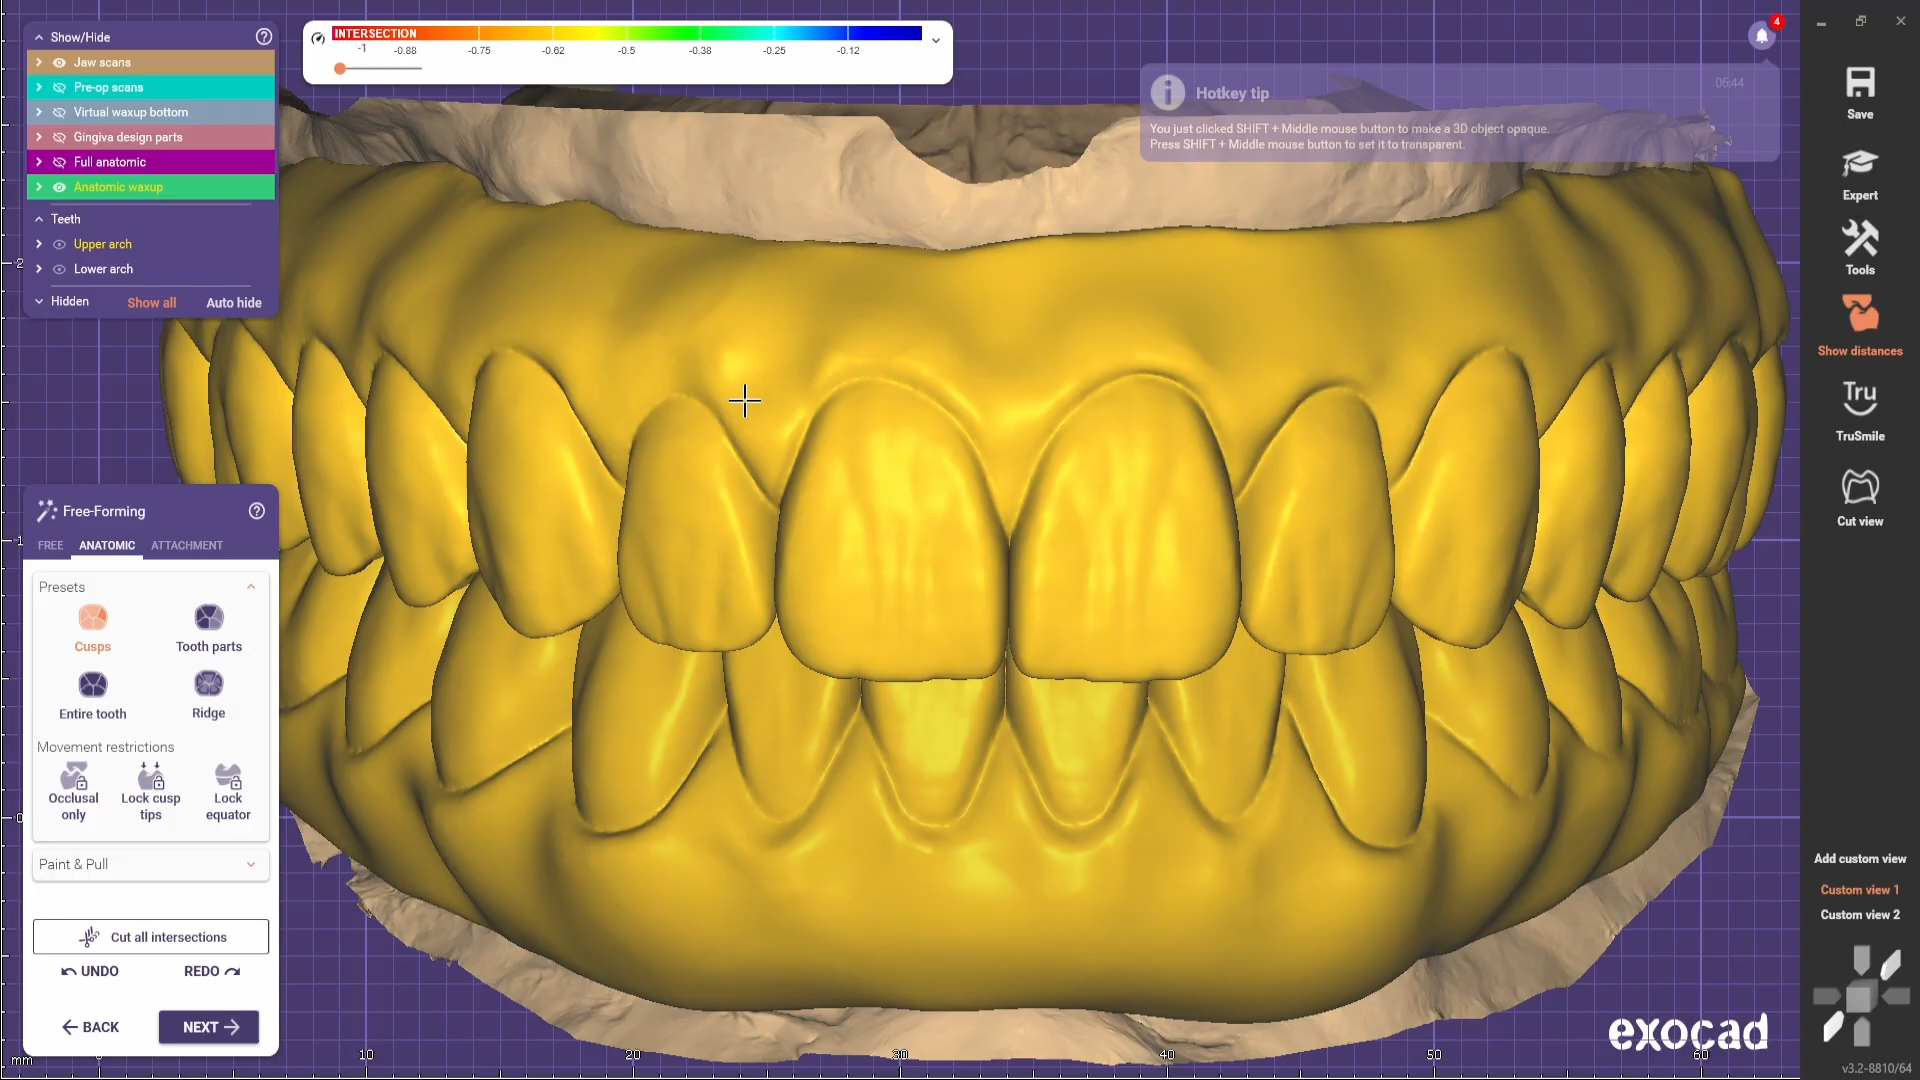 Show/Hide
Jaw scans
Pre-op scans
Virtual waxup bottom
Gingiva design parts
Full anatomic
Anatomic waxup
Teeth
Upper arch
Lower arch
Hidden Show all Auto hide
INTERSECTION
-1 -0.88 -0.75 -0.62 -0.5 -0.38 -0.25 -0.12
Hotkey tip 06:44
You just clicked SHIFT + Middle mouse button to make a 3D object opaque.
Press SHIFT + Middle mouse button to set it to transparent.
4
Save
Expert
Tools
Show distances
Tru
TruSmile
Cut view
Free-Forming
FREE ANATOMIC ATTACHMENT
Presets
Cusps Tooth parts
Entire tooth Ridge
Movement restrictions
Occlusal only
Lock cusp tips
Lock equator
Paint & Pull
Cut all intersections
UNDO REDO
BACK NEXT
Add custom view
Custom view 1
Custom view 2
exocad
v3.2-8810/64
mm 10 20 30 40 50 60
2
1
0